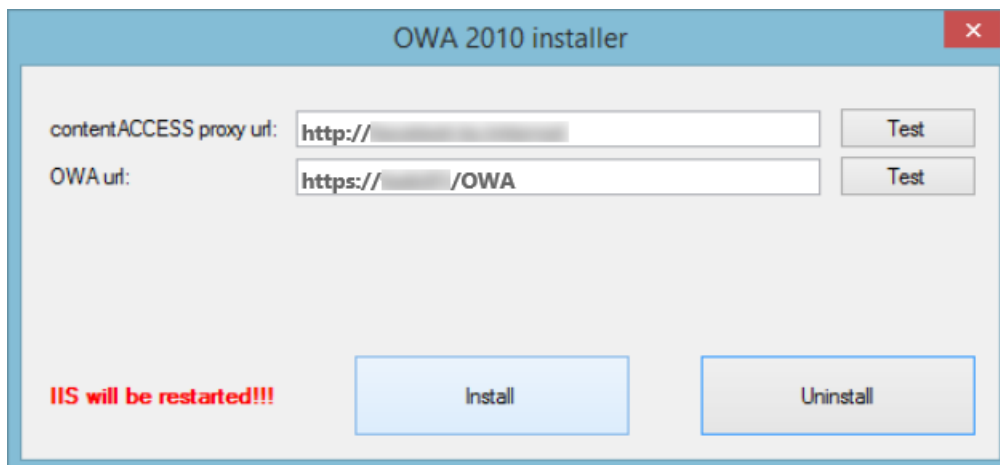 OWA 2010 installer
contentACCESS proxy url: http:// Test
OWA url: https:// /OWA Test
IIS will be restarted!!! Install Uninstall